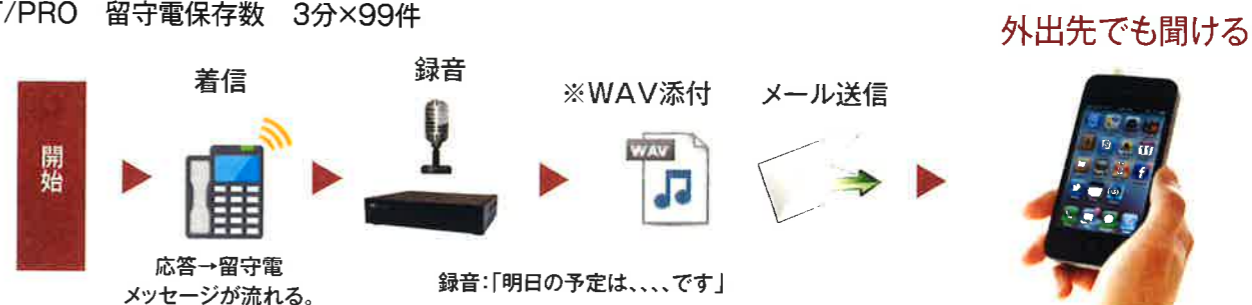 /PRO 留守電保存数 3分×99件
外出先でも聞ける
開始
着信
録音
※WAV添付
メール送信
WAV
応答→留守電
メッセージが流れる。
録音:「明日の予定は、、、、です」